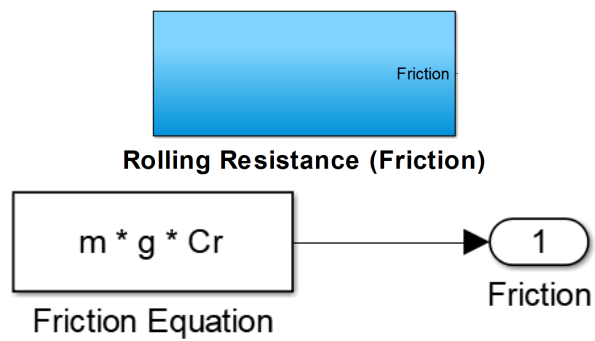 Friction
Rolling Resistance (Friction)
m * g * Cr
1
Friction
Friction Equation